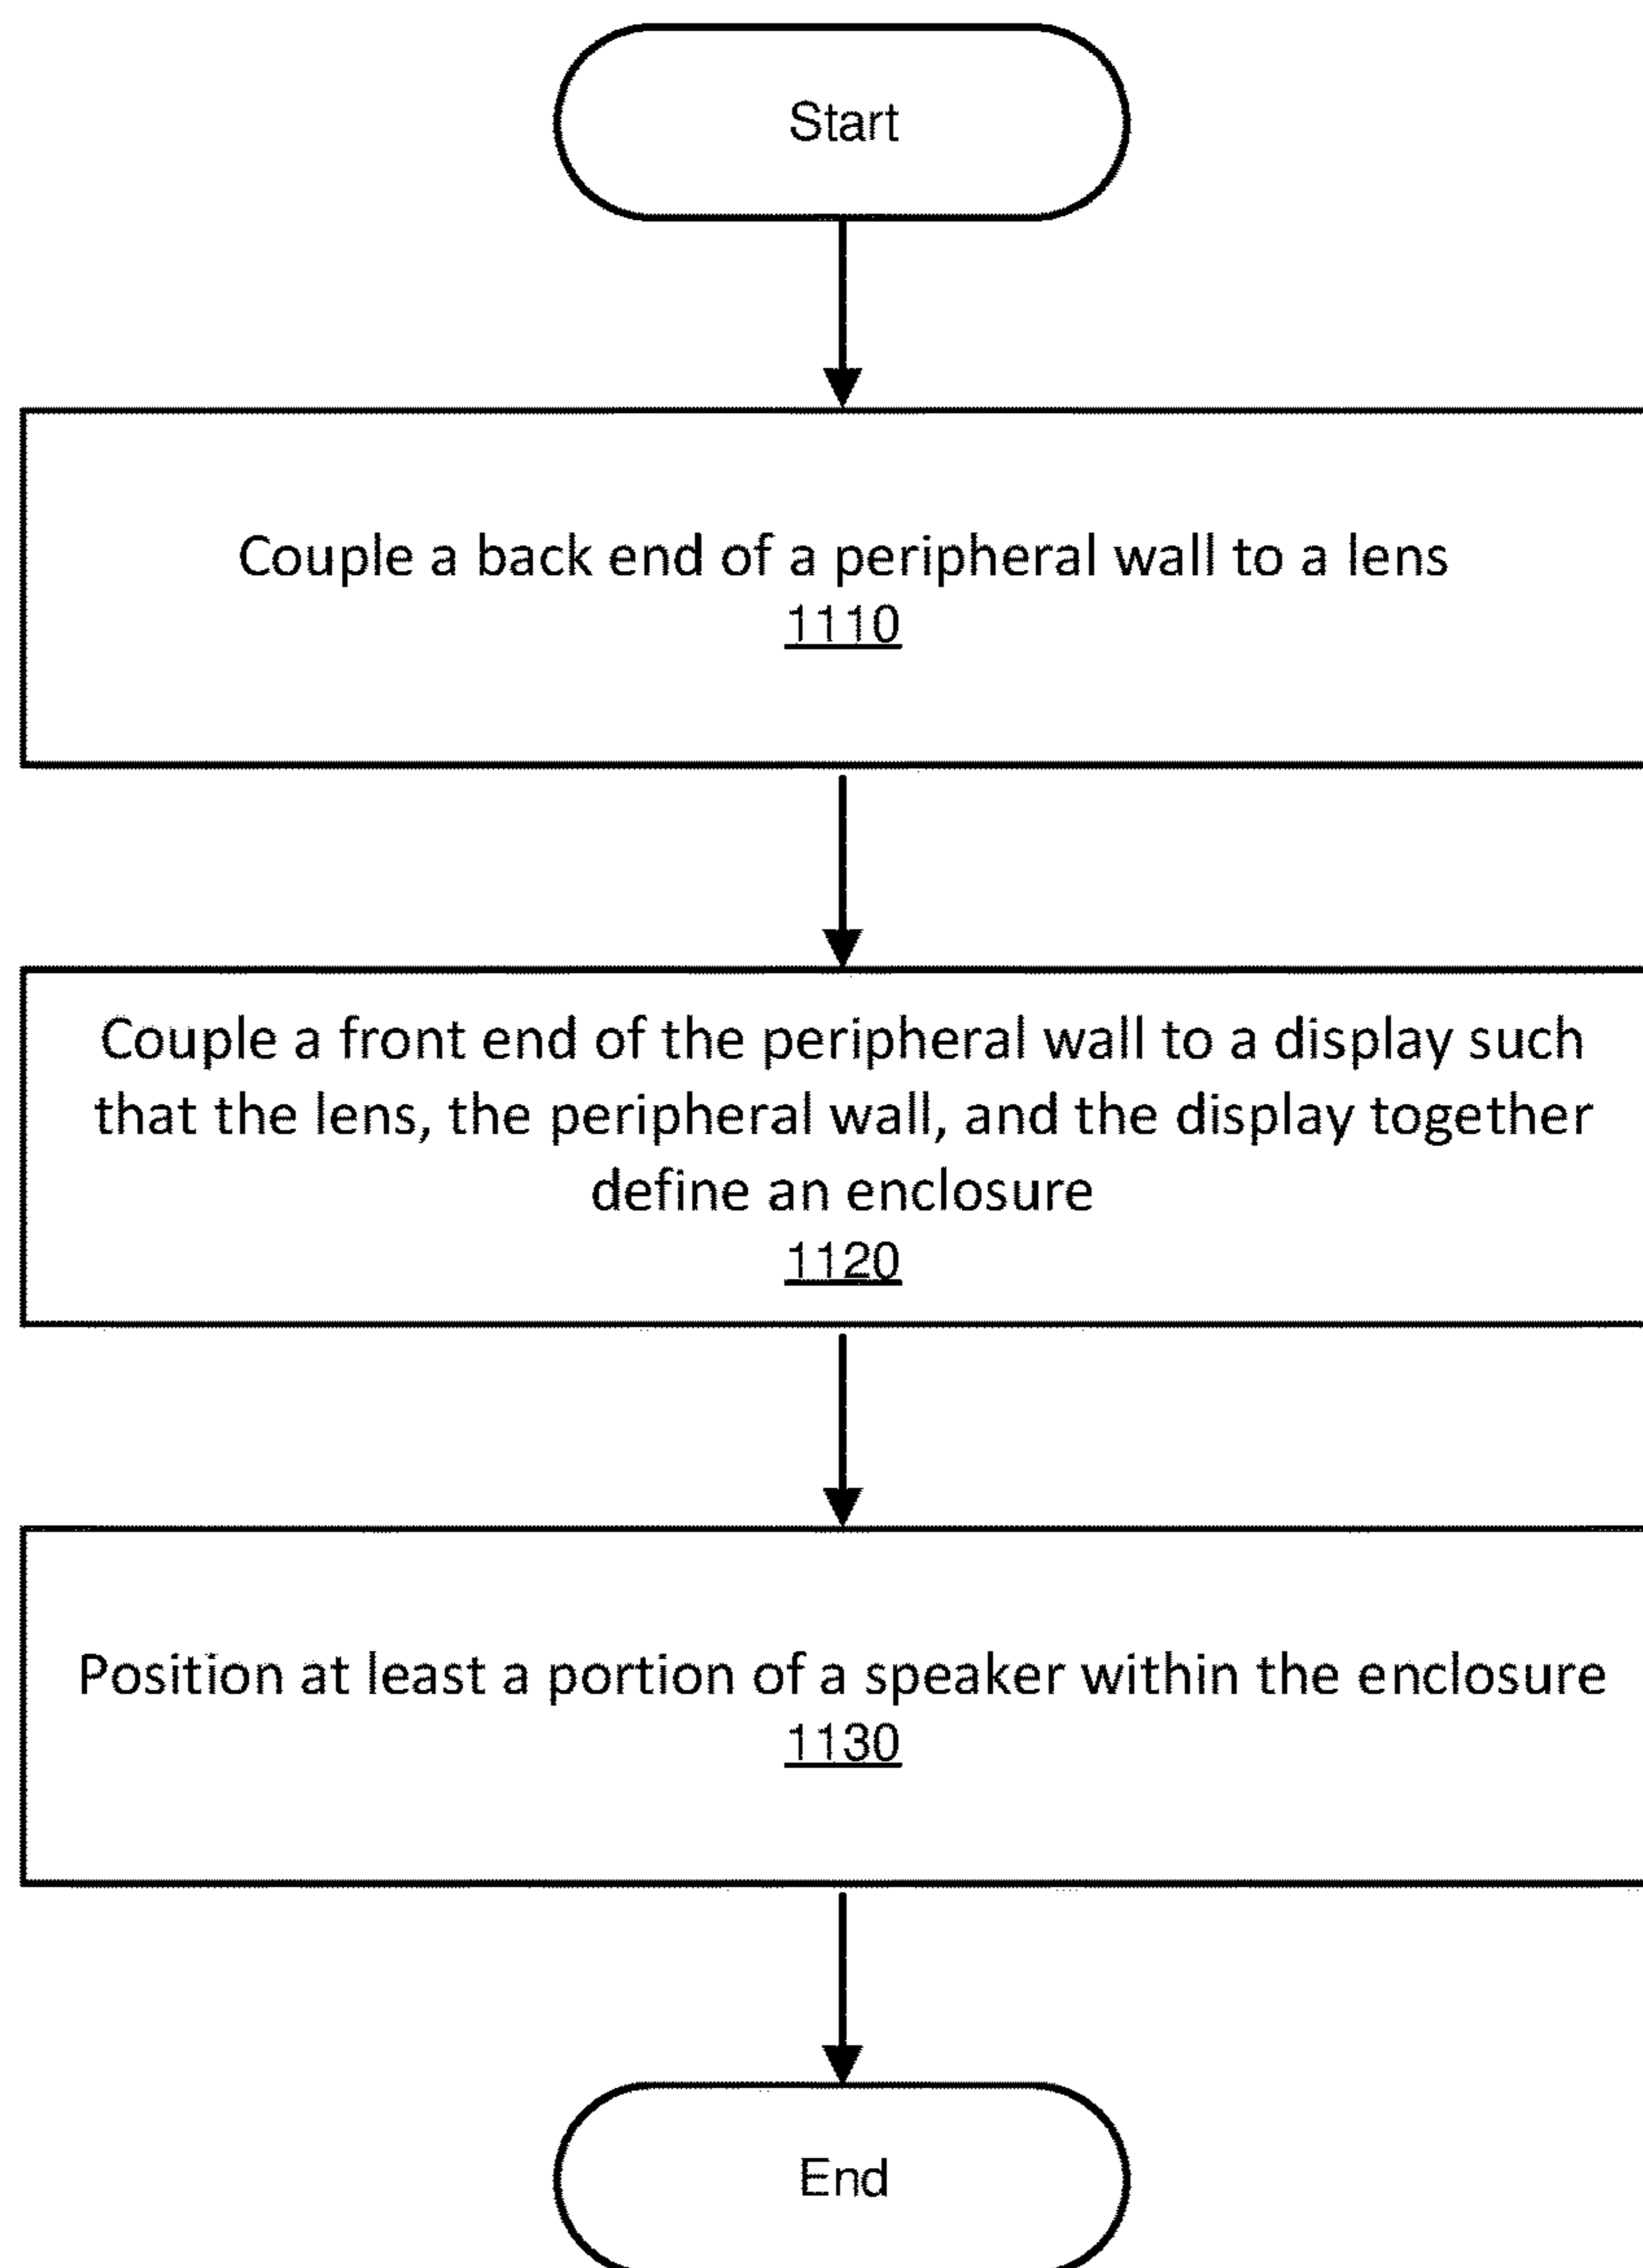 Start
Couple a back end of a peripheral wall to a lens
1110
Couple a front end of the peripheral wall to a display such
that the lens, the peripheral wall, and the display together
define an enclosure
1120
Position at least a portion of a speaker within the enclosure
1130
End